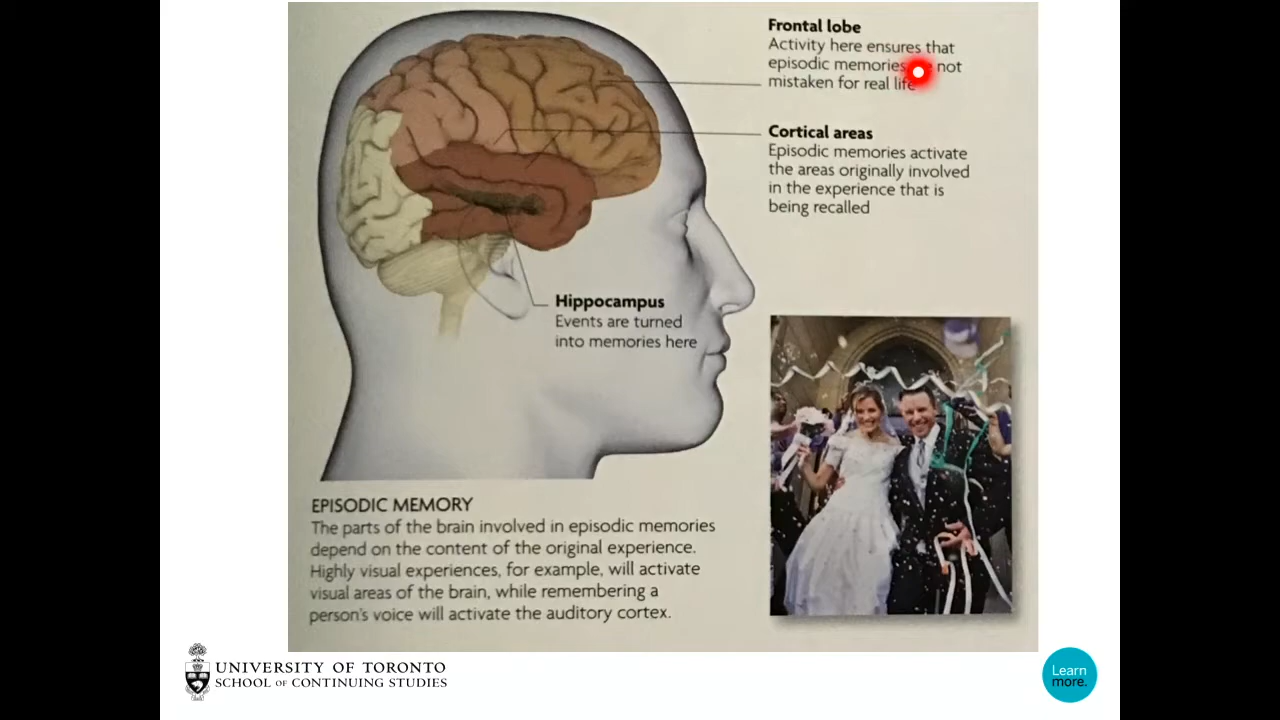 Frontal lobe
Activity here ensures that
episodic memories not
mistaken for real life
Cortical areas
Episodic memories activate
the areas originally involved
in the experience that is
being recalled
Hippocampus
Events are turned
into memories here
EPISODIC MEMORY
The parts of the brain involved in episodic memories
depend on the content of the original experience.
Highly visual experiences, for example, will activate
visual areas of the brain, while remembering a
person's voice will activate the auditory cortex.
UNIVERSITY OF TORONTO
SCHOOL OF CONTINUING STUDIES
Learn
more.